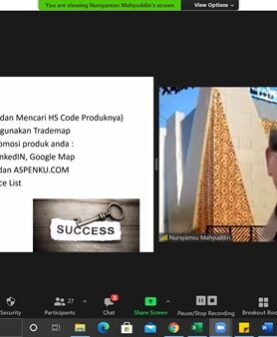 You are viewing Nursyamsu Mahyuddin's screen
View Options
dan Mencari HS Code Produknya)
gunakan Trademap
omosi produk anda :
nkedIN, Google Map
dan ASPENKU.COM
ce List
SUCCESS
Nursyamsu Mahyuddin
Security
Participants
27
Chat
Share Screen
Pause/Stop Recording
Breakout Roo